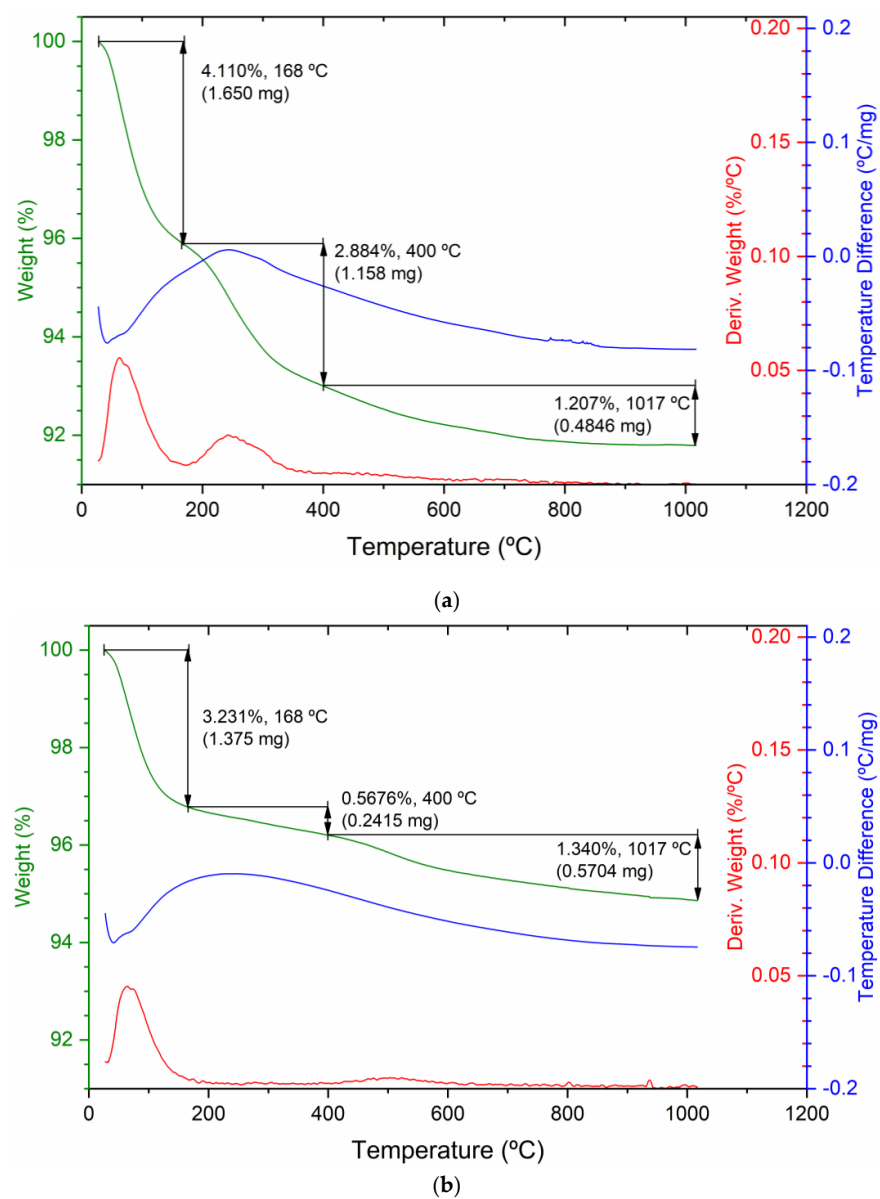 100
98
96
94
92
Weight (%)
4.110%, 168 ºC
(1.650 mg)
2.884%, 400 ºC
(1.158 mg)
1.207%, 1017 ºC
(0.4846 mg)
0.20
0.15
0.10
0.05
Deriv. Weight (%/ºC)
0.2
0.1
0.0
-0.1
-0.2
Temperature Difference (ºC/mg)
0 200 400 600 800 1000 1200
Temperature (ºC)
(a)
100
98
96
94
92
Weight (%)
3.231%, 168 ºC
(1.375 mg)
0.5676%, 400 ºC
(0.2415 mg)
1.340%, 1017 ºC
(0.5704 mg)
0.20
0.15
0.10
0.05
Deriv. Weight (%/ºC)
0.2
0.1
0.0
-0.1
-0.2
Temperature Difference (ºC/mg)
0 200 400 600 800 1000 1200
Temperature (ºC)
(b)